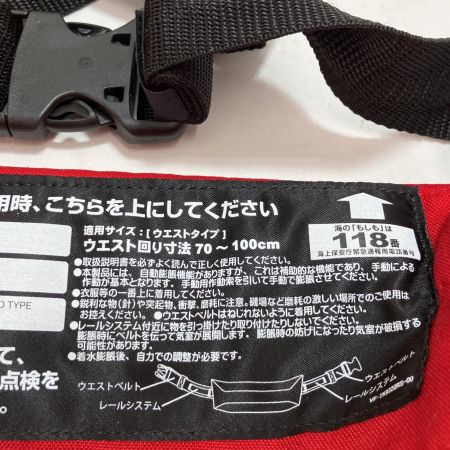 用時、こちらを上にしてください
適用サイズ:[ウエストタイプ]
ウエスト回り寸法 70～100cm
海の「もしも」は
118番
海上保安庁緊急通報用電話番号
●取扱説明書を必ずよく読んで正しく使用してください。
●本製品には、自動膨脹機能がありますが、これは補助的な機能であり、手動による
作動が基本となります。手動用作動索を引いて手動で膨脹させてください。
●衣服等の一番上に着用してください。
●鋭利な物(針)や突起物、衝撃、磨耗に注意。磯場など磨耗の激しい場所でのご使用は
お控えください。●ウエストベルトはねじれないように着用してください。
●レールシステム付近に物を引っ掛けたり取り付けたりしないでください。
膨脹時にベルトを伝って気室が展開します。膨脹時の妨げになったり気室が破損する
可能性があります。
●着水膨脹後、自力での調整が必要です。
D TYPE
て、
点検を
い。
ウエストベルト
レールシステム
ウエストベルト
レールシステム